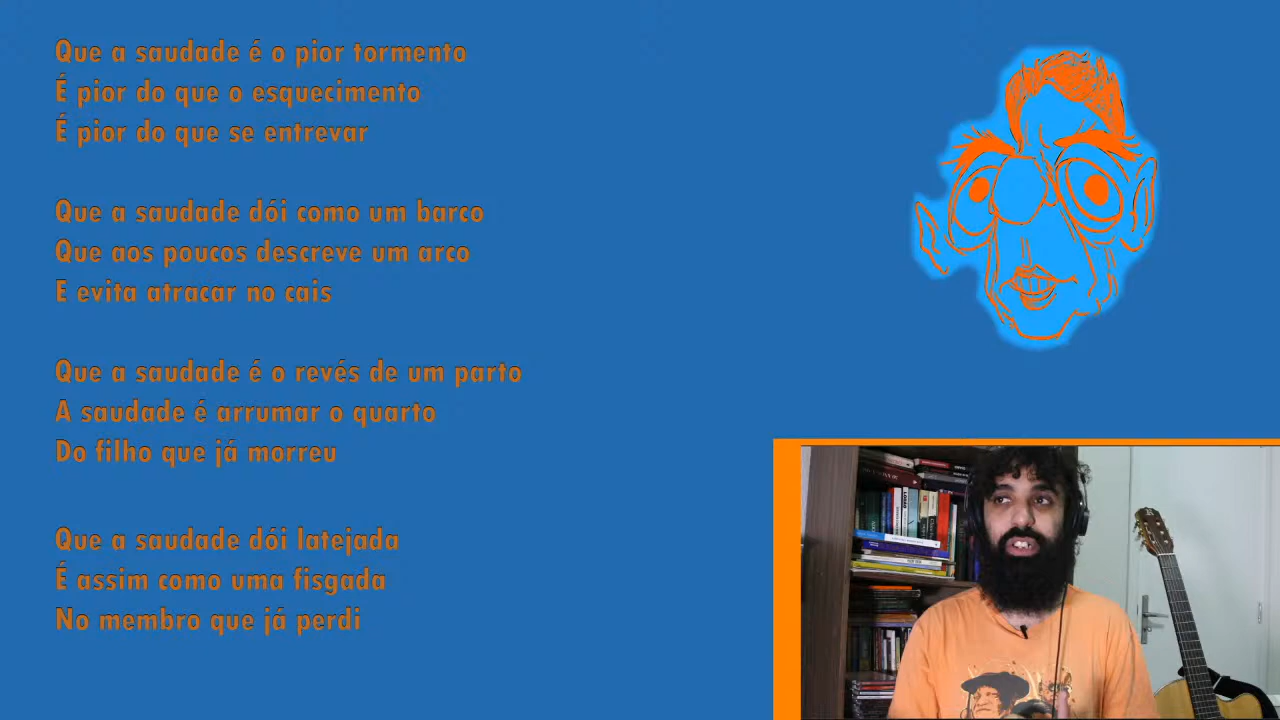 Que a saudade é o pior tormento
É pior do que o esquecimento
É pior do que se entrevar
Que a saudade dói como um barco
Que aos poucos descreve um arco
E evita atracar no cais
Que a saudade é o revés de um parto
A saudade é arrumar o quarto
Do filho que já morreu
Que a saudade dói latejada
É assim como uma fisgada
No membro que já perdi